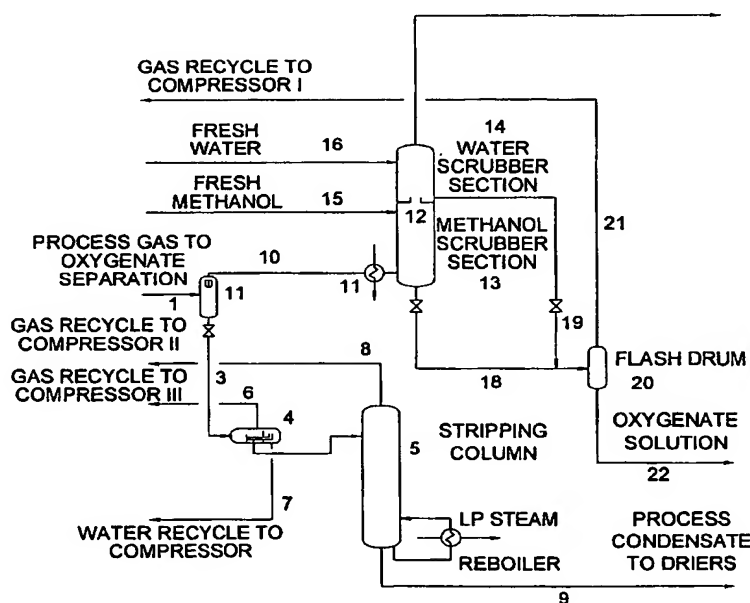 GAS RECYCLE TO
COMPRESSOR I
FRESH
WATER
16
14
WATER
SCRUBBER
SECTION
FRESH
METHANOL
15
12
METHANOL
SCRUBBER
SECTION
13
21
PROCESS GAS TO
OXYGENATE
SEPARATION
10
1
11
11
19
GAS RECYCLE TO
COMPRESSOR II
8
18
FLASH DRUM
20
3
GAS RECYCLE TO
COMPRESSOR III
6
4
5
STRIPPING
COLUMN
OXYGENATE
SOLUTION
22
7
WATER RECYCLE TO
COMPRESSOR
LP STEAM
REBOILER
PROCESS
CONDENSATE
TO DRIERS
9